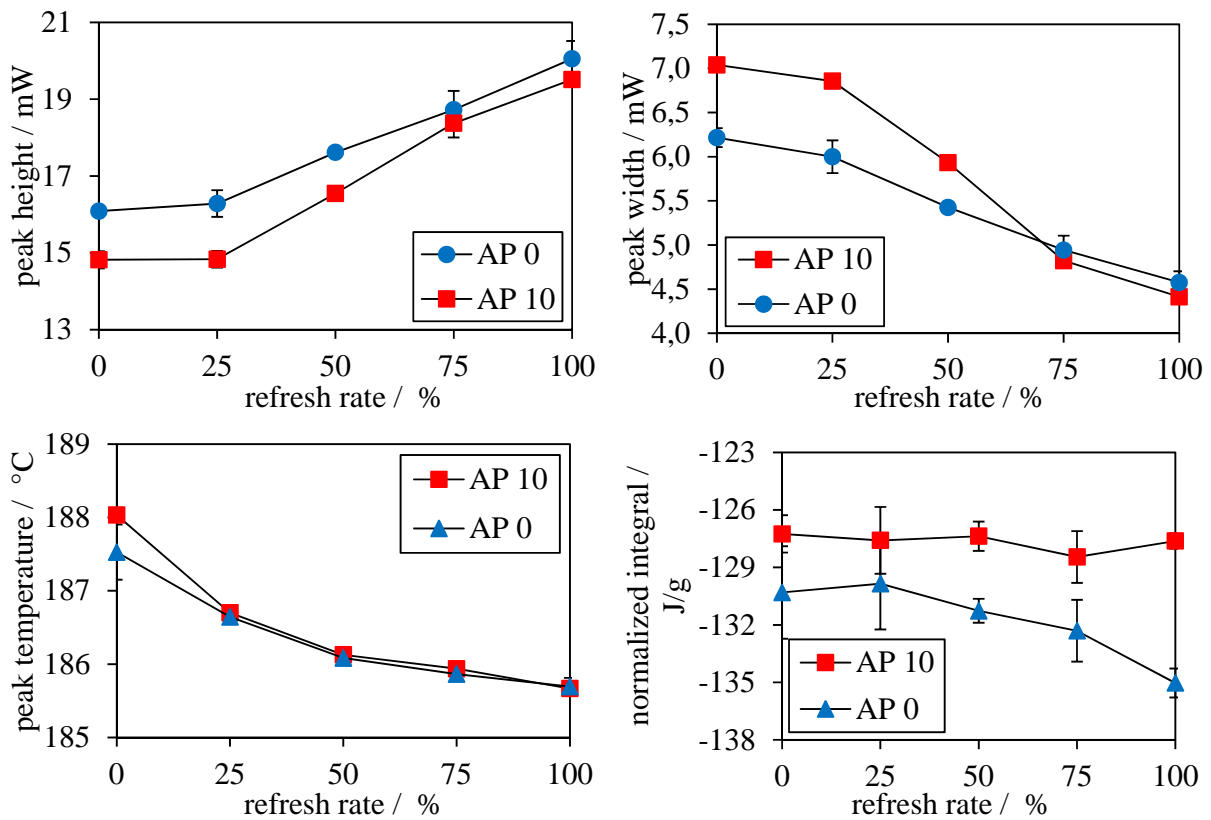 peak height / mW
21
19
17
15
13
AP 0
AP 10
0 25 50 75 100
refresh rate / %
peak width / mW
7,5
7,0
6,5
6,0
5,5
5,0
4,5
4,0
AP 10
AP 0
0 25 50 75 100
refresh rate / %
peak temperature / °C
189
188
187
186
185
AP 10
AP 0
0 25 50 75 100
refresh rate / %
normalized integral /
J/g
-123
-126
-129
-132
-135
-138
AP 10
AP 0
0 25 50 75 100
refresh rate / %